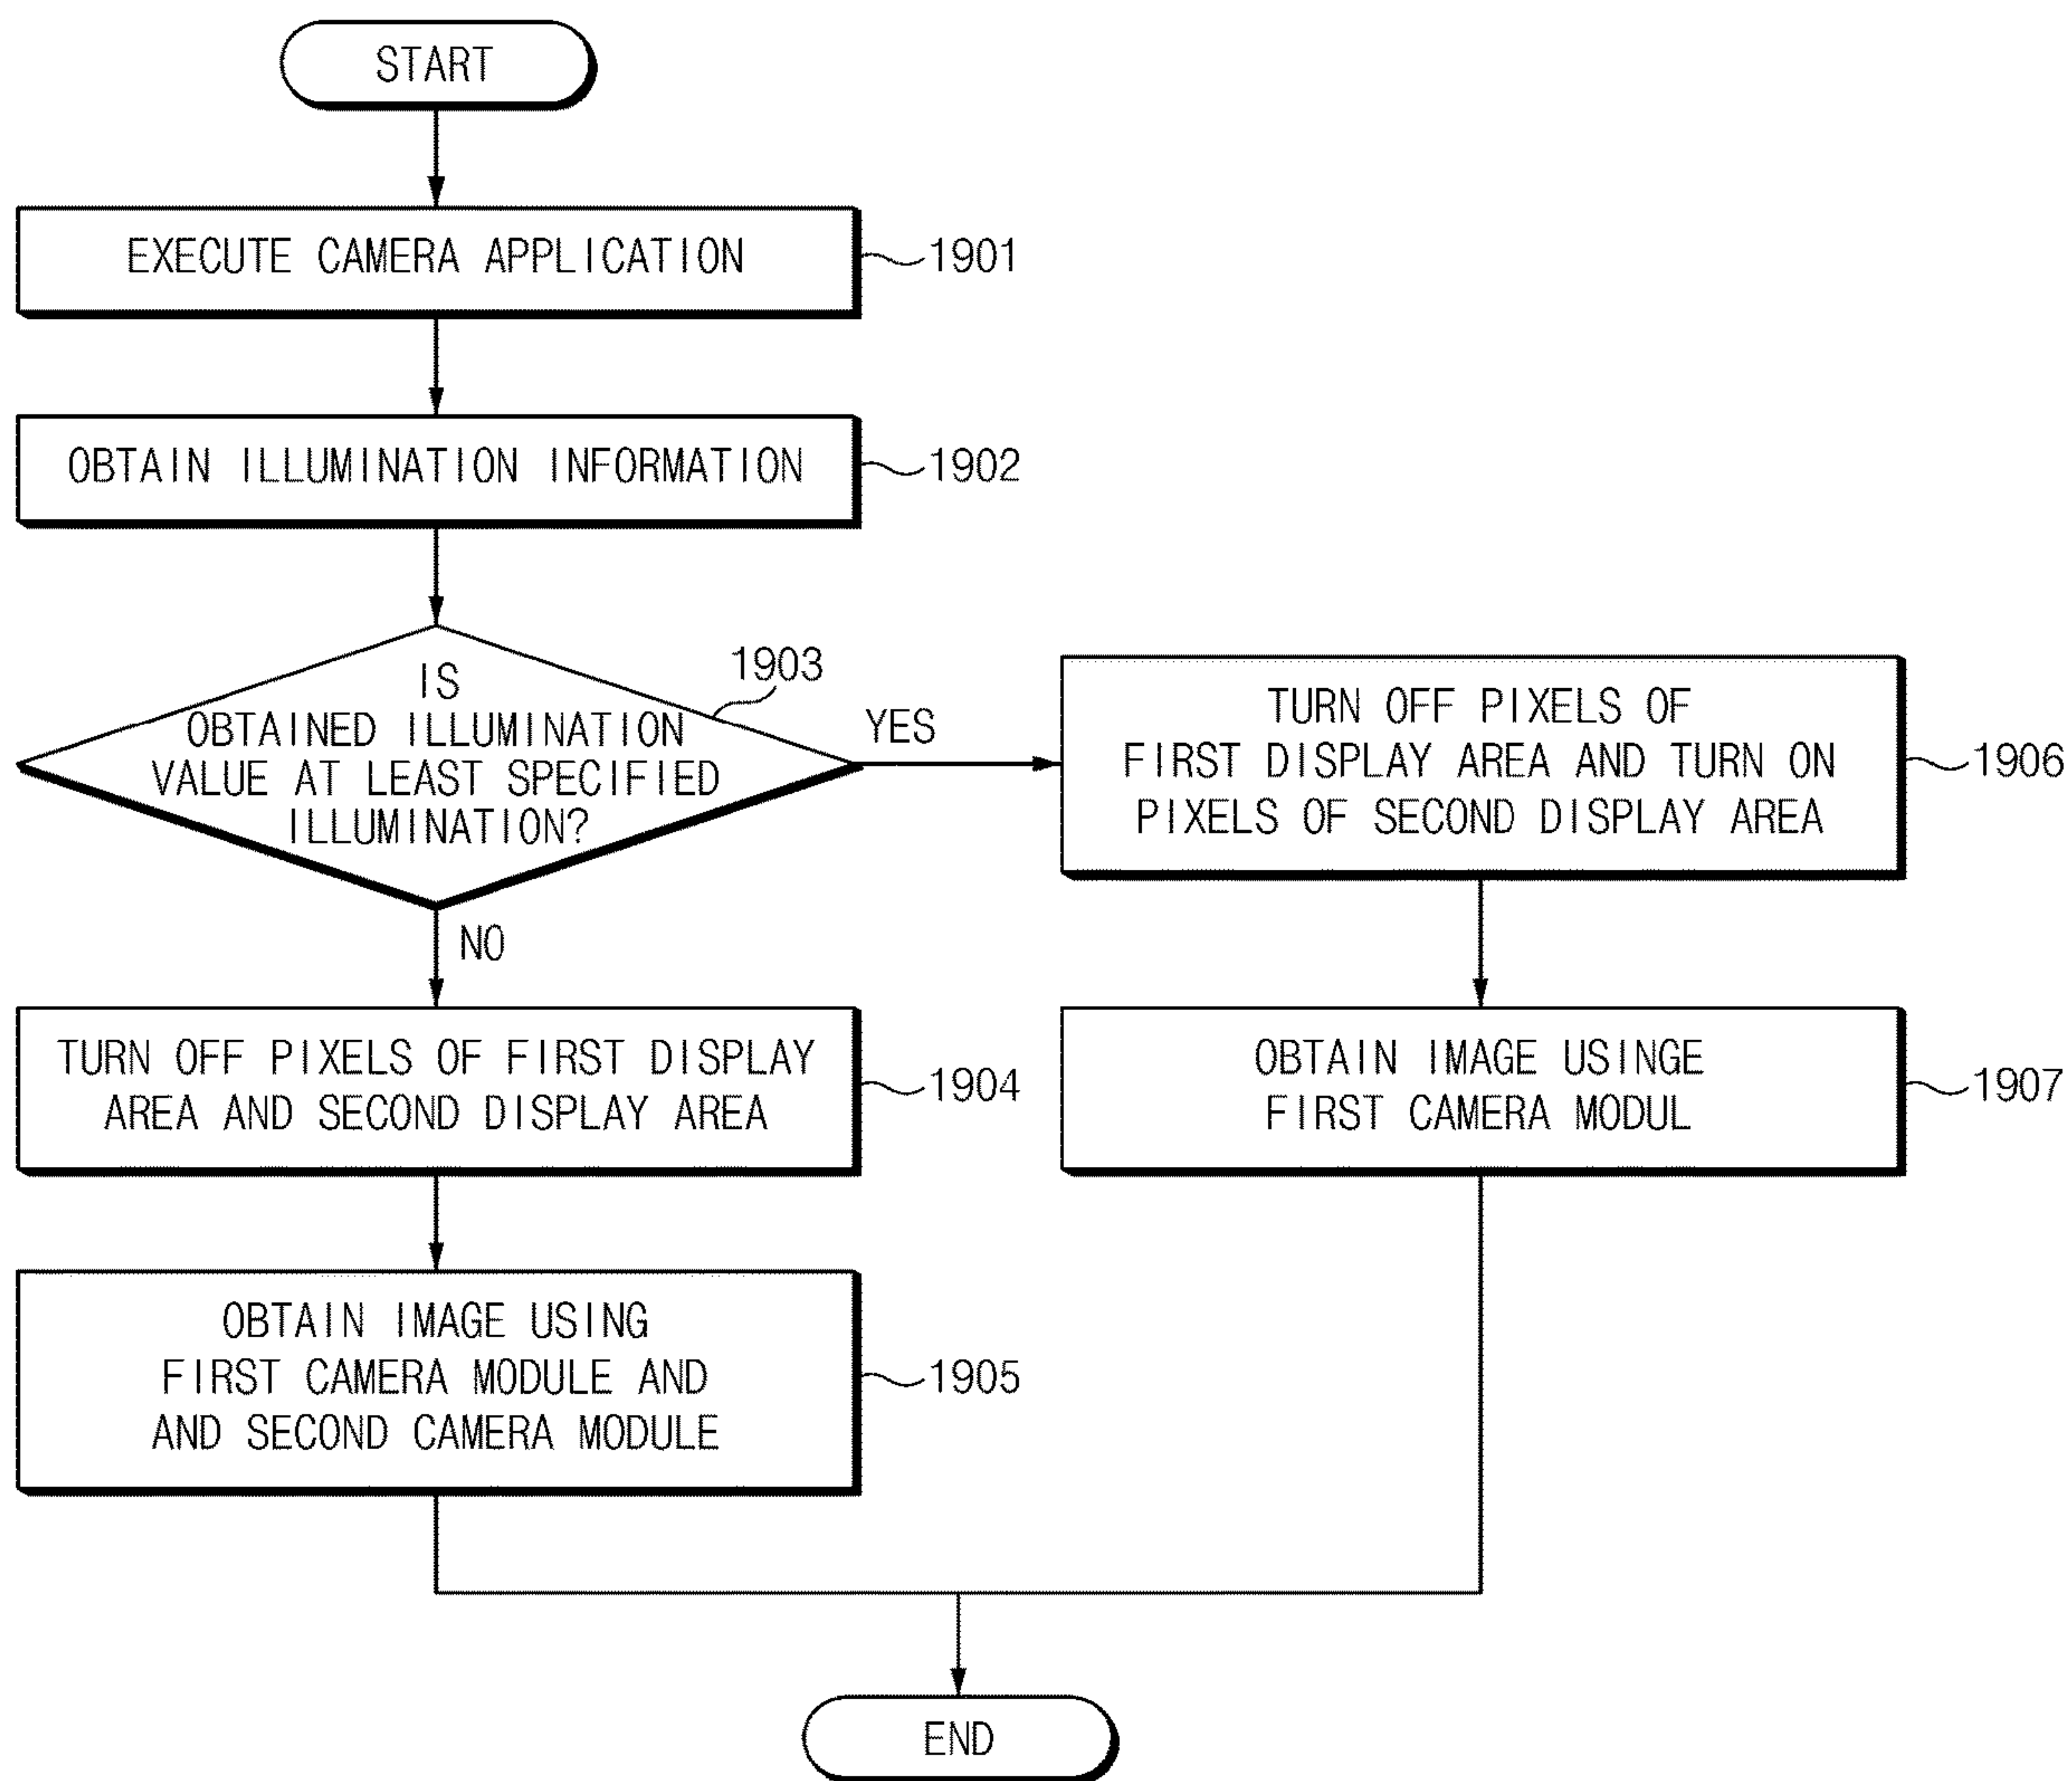 START
EXECUTE CAMERA APPLICATION
1901
OBTAIN ILLUMINATION INFORMATION
1902
IS
OBTAINED ILLUMINATION
VALUE AT LEAST SPECIFIED
ILLUMINATION?
1903
YES
NO
TURN OFF PIXELS OF FIRST DISPLAY
AREA AND SECOND DISPLAY AREA
1904
OBTAIN IMAGE USING
FIRST CAMERA MODULE AND
AND SECOND CAMERA MODULE
1905
TURN OFF PIXELS OF
FIRST DISPLAY AREA AND TURN ON
PIXELS OF SECOND DISPLAY AREA
1906
OBTAIN IMAGE USINGE
FIRST CAMERA MODUL
1907
END